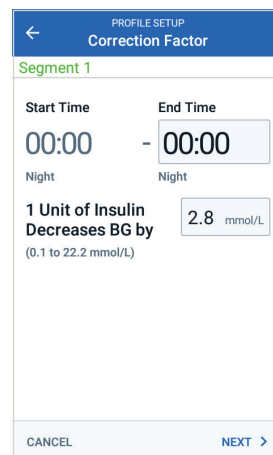 PROFILE SETUP
Correction Factor
Segment 1
Start Time End Time
00:00 - 00:00
Night Night
1 Unit of Insulin
Decreases BG by
2.8 mmol/L
(0.1 to 22.2 mmol/L)
CANCEL NEXT